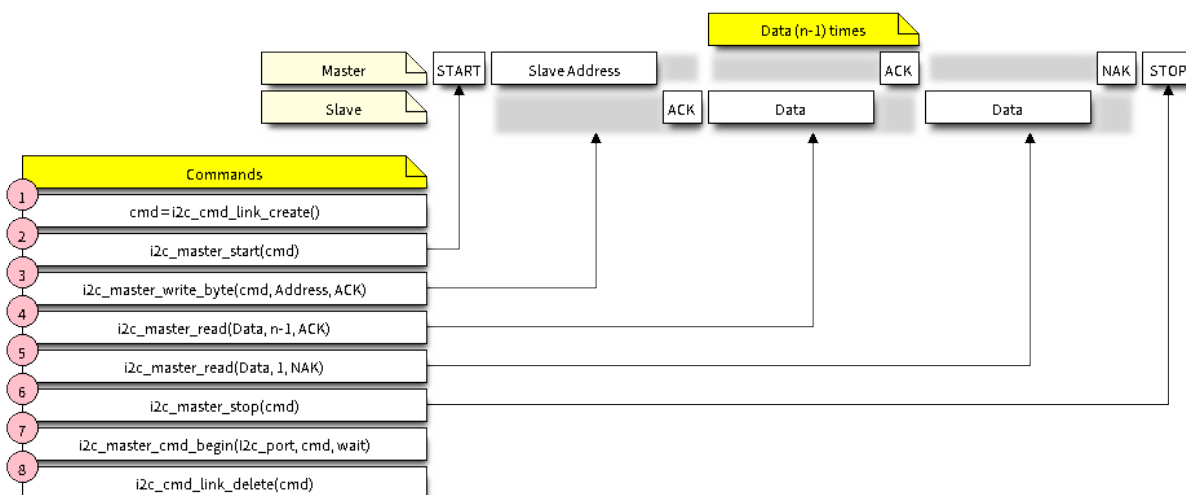 Data (n-1) times
Master START Slave Address ACK NAK STOP
Slave ACK Data Data
Commands
1
cmd=i2c_cmd_link_create()
2
i2c_master_start(cmd)
3
i2c_master_write_byte(cmd, Address, ACK)
4
i2c_master_read(Data, n-1, ACK)
5
i2c_master_read(Data, 1, NAK)
6
i2c_master_stop(cmd)
7
i2c_master_cmd_begin(I2c_port, cmd, wait)
8
i2c_cmd_link_delete(cmd)